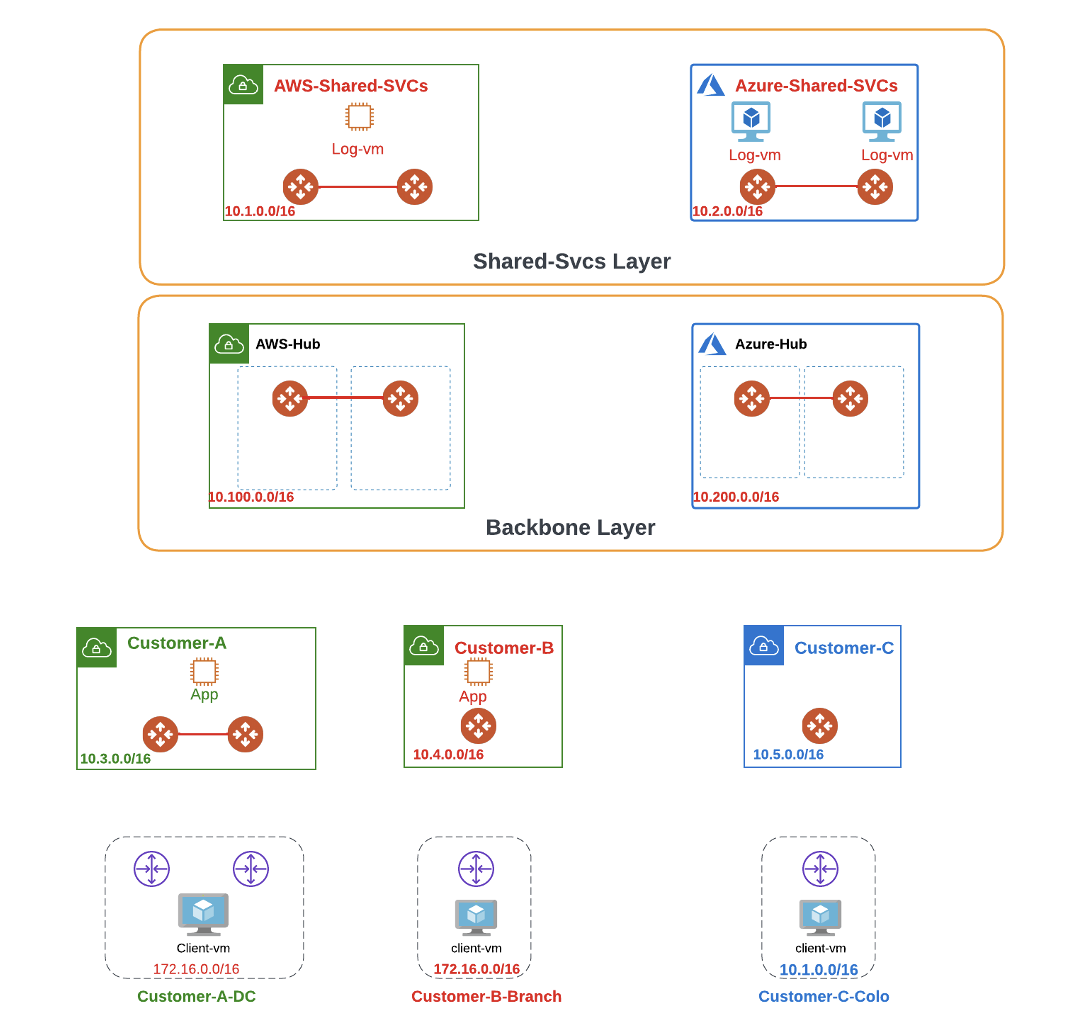 AWS-Shared-SVCs
Log-vm
10.1.0.0/16
Azure-Shared-SVCs
Log-vm
Log-vm
10.2.0.0/16
Shared-Svcs Layer
AWS-Hub
10.100.0.0/16
Azure-Hub
10.200.0.0/16
Backbone Layer
Customer-A
App
10.3.0.0/16
Customer-B
App
10.4.0.0/16
Customer-C
10.5.0.0/16
Client-vm
172.16.0.0/16
Customer-A-DC
client-vm
172.16.0.0/16
Customer-B-Branch
client-vm
10.1.0.0/16
Customer-C-Colo